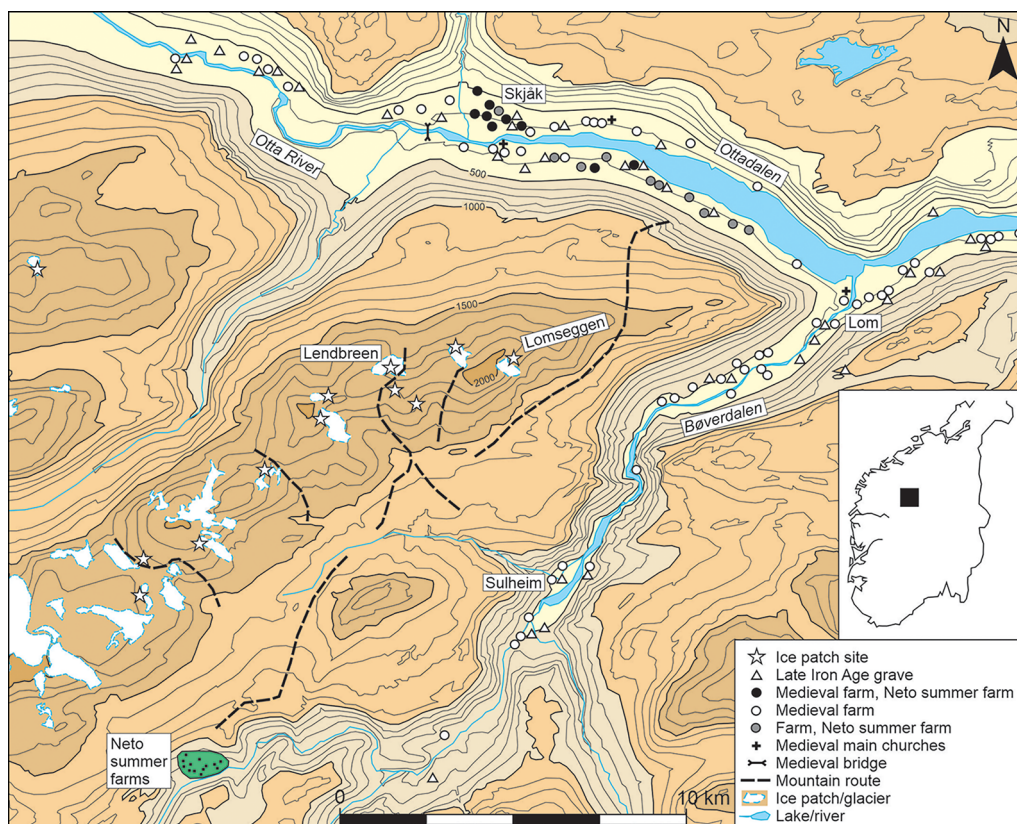 N
Skjåk
Otta River
Ottadalen
500
1000
1500
Lendbreen
Lomseggen
2000
Lom
Bøverdalen
Sulheim
Neto
summer
farms
0
10 km
Ice patch site
Late Iron Age grave
Medieval farm, Neto summer farm
Medieval farm
Farm, Neto summer farm
Medieval main churches
Medieval bridge
Mountain route
Ice patch/glacier
Lake/river